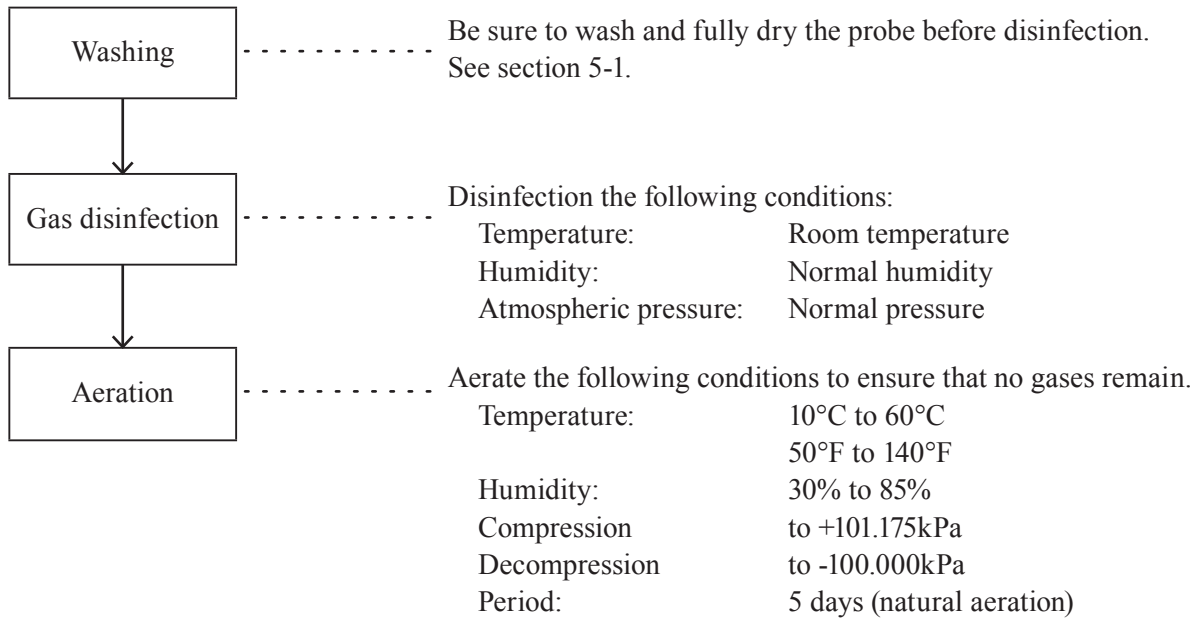 Washing
Be sure to wash and fully dry the probe before disinfection.
See section 5-1.
Gas disinfection
Disinfection the following conditions:
Temperature: Room temperature
Humidity: Normal humidity
Atmospheric pressure: Normal pressure
Aeration
Aerate the following conditions to ensure that no gases remain.
Temperature: 10°C to 60°C
50°F to 140°F
Humidity: 30% to 85%
Compression to +101.175kPa
Decompression to -100.000kPa
Period: 5 days (natural aeration)